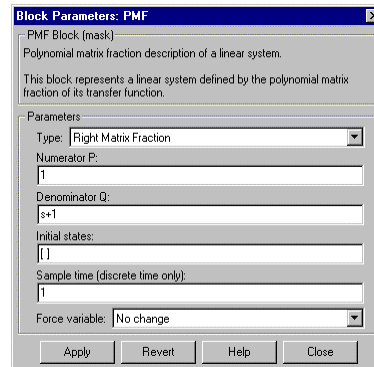 Block Parameters: PMF
PMF Block (mask)
Polynomial matrix fraction description of a linear system.
This block represents a linear system defined by the polynomial matrix
fraction of its transfer function.
Parameters
Type: Right Matrix Fraction
Numerator P:
1
Denominator Q:
s+1
Initial states:
[ ]
Sample time (discrete time only):
1
Force variable: No change
Apply Revert Help Close